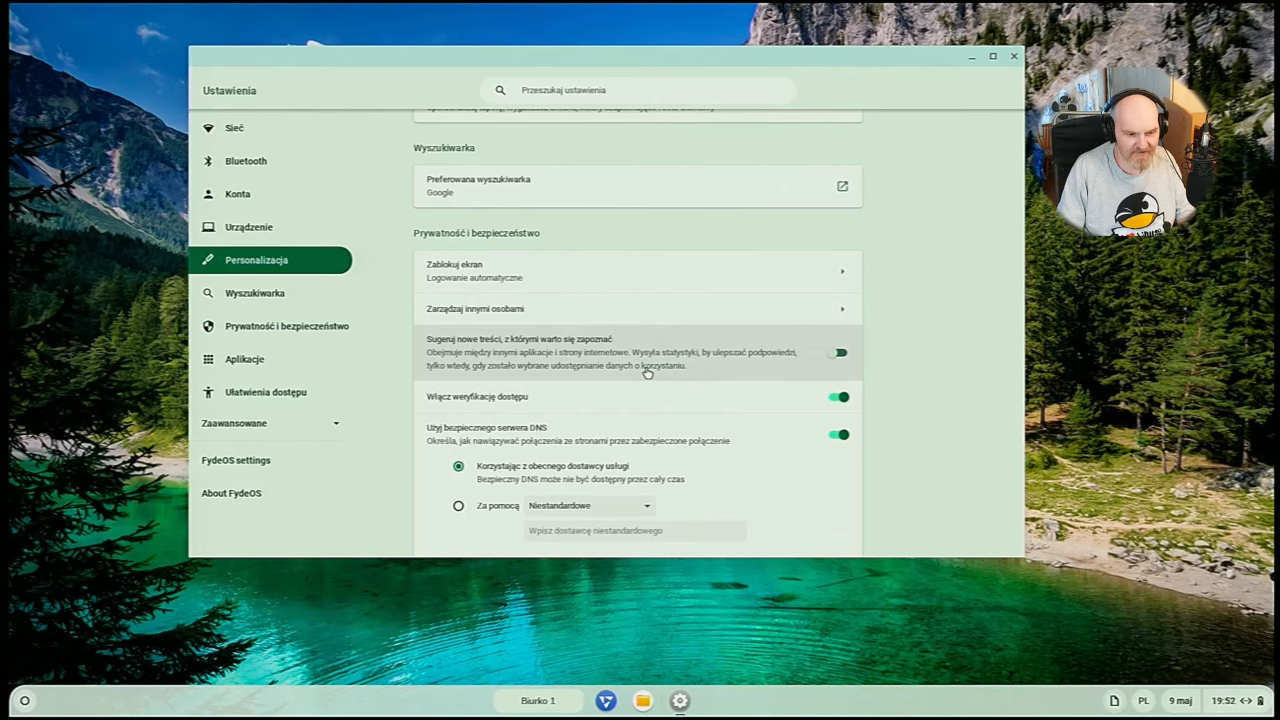 Ustawienia
Przeszukaj ustawienia
Sieć
Bluetooth
Konta
Urządzenie
Personalizacja
Wyszukiwarka
Prywatność i bezpieczeństwo
Aplikacje
Ułatwienia dostępu
Zaawansowane
FydeOS settings
About FydeOS
Wyszukiwarka
Preferowana wyszukiwarka
Google
Prywatność i bezpieczeństwo
Zablokuj ekran
Logowanie automatyczne
Zarządzaj innymi osobami
Sugeruj nowe treści, z którymi warto się zapoznać
Obejmuje między innymi aplikacje i strony internetowe. Wysyła statystyki, by ulepszać podpowiedzi,
tylko wtedy, gdy zostało wybrane udostępnianie danych o korzystaniu.
Włącz weryfikację dostępu
Użyj bezpiecznego serwera DNS
Określa, jak nawiązywać połączenia ze stronami przez zabezpieczone połączenie
Korzystając z obecnego dostawcy usługi
Bezpieczny DNS może nie być dostępny przez cały czas
Za pomocą Niestandardowe
Wpisz dostawcę niestandardowego
Biurko 1
PL
9 maj
19:52